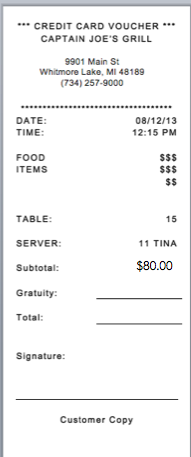 *** CREDIT CARD VOUCHER ***
CAPTAIN JOE'S GRILL
9901 Main St
Whitmore Lake, MI 48189
(734) 257-9000
************************************
DATE: 08/12/13
TIME: 12:15 PM
FOOD $$$
ITEMS $$$
$$
TABLE: 15
SERVER: 11 TINA
Subtotal: $80.00
Gratuity:
Total:
Signature:
Customer Copy